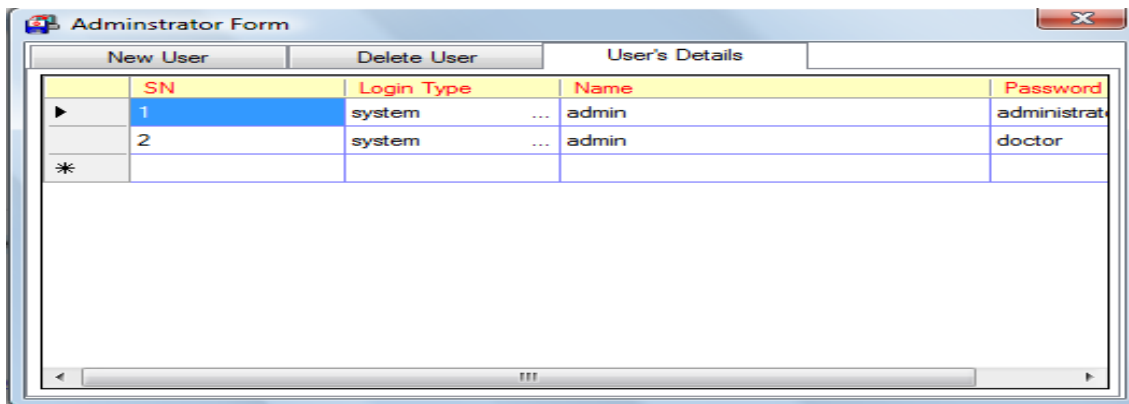 Adminstrator Form
New User Delete User User's Details
SN Login Type Name Password
1 system ... admin administrat
2 system ... admin doctor